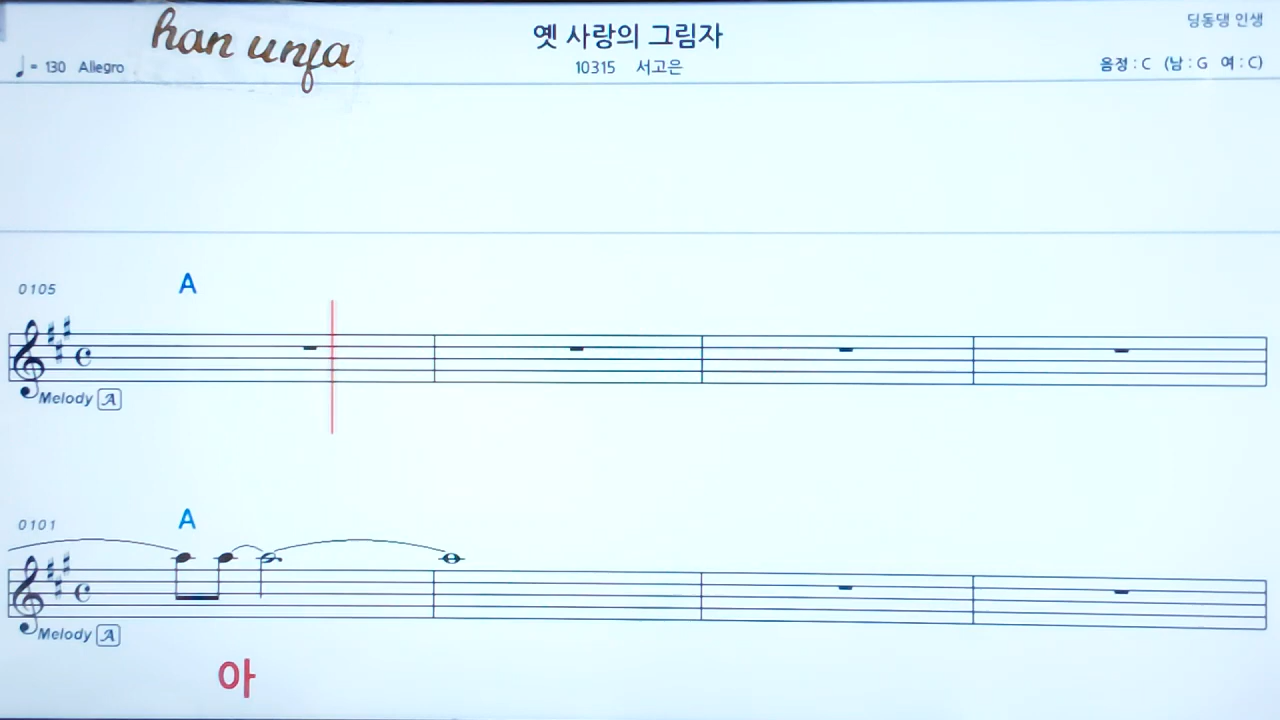 han unfa
옛 사랑의 그림자
딩동댕 인생
♩= 130 Allegro
10315 서고은
음정 : C (남 : G 여 : C)
0105
A
Melody A
0101
A
Melody A
아